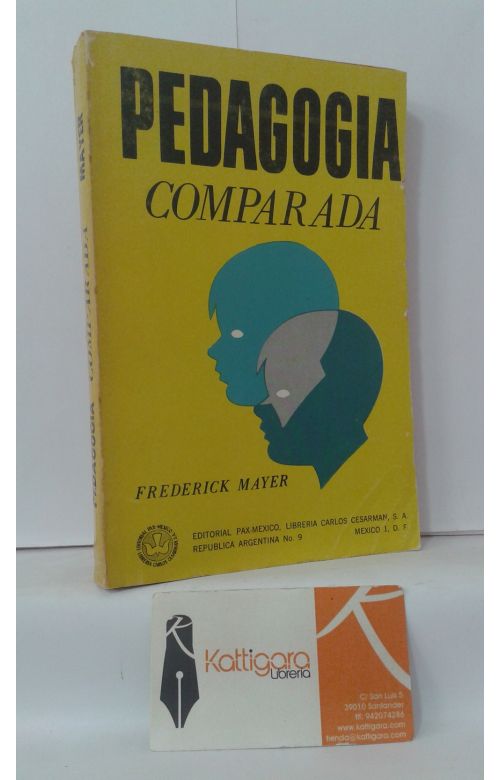 PEDAGOGIA
COMPARADA
FREDERICK MAYER
EDITORIAL PAX-MEXICO, LIBRERIA CARLOS CESARMAN, S. A.
REPUBLICA ARGENTINA No. 9 MEXICO 1, D. F.
PEDAGOGIA COMPARADA MAYER
Kattigara
Librería
C/ San Luis 5
39010 Santander
tlf. 942074286
www.kattigara.com
tienda@kattigara.com